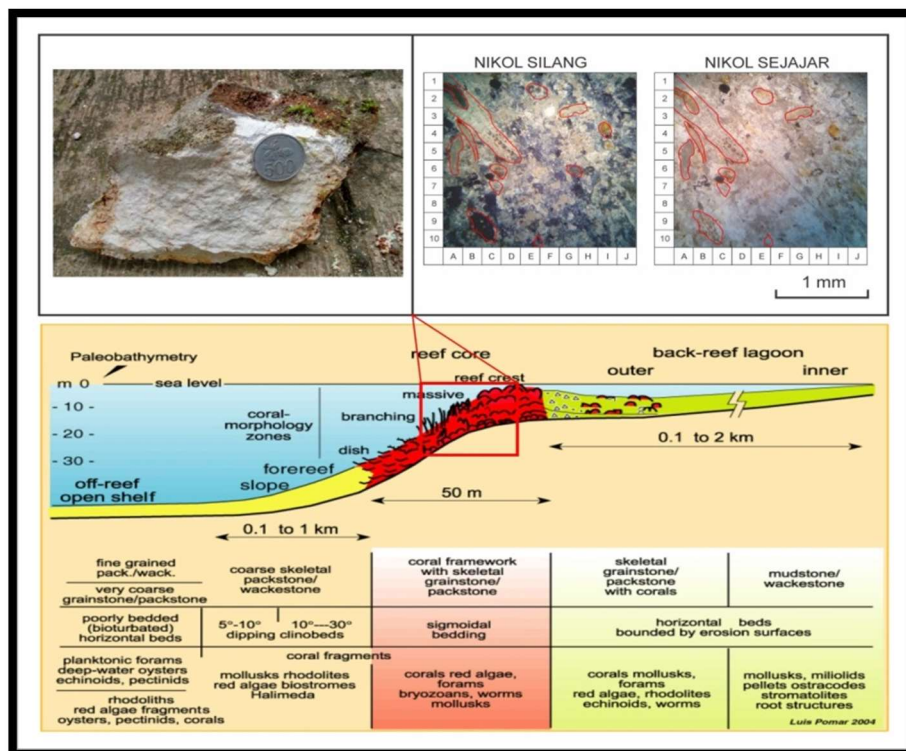 500
NIKOL SILANG
NIKOL SEJAJAR
1
2
3
4
5
6
7
8
9
10
A B C D E F G H I J
1
2
3
4
5
6
7
8
9
10
A B C D E F G H I J
1 mm
Paleobathymetry
m 0
sea level
reef core
reef crest
back-reef lagoon
outer
inner
- 10 -
- 20 -
- 30 -
coral-
morphology
zones
massive
branching
dish
forereef
slope
off-reef
open shelf
0.1 to 1 km
50 m
0.1 to 2 km
fine grained
pack./wack.
very coarse
grainstone/packstone
coarse skeletal
packstone/
wackestone
coral framework
with skeletal
grainstone/
packstone
skeletal
grainstone/
packstone
with corals
mudstone/
wackestone
poorly bedded
(bioturbated)
horizontal beds
5°-10°
10°---30°
dipping clinobeds
sigmoidal
bedding
horizontal beds
bounded by erosion surfaces
planktonic forams
deep-water oysters
echinoids, pectinids
rhodoliths
red algae fragments
oysters, pectinids, corals
coral fragments
mollusks rhodolites
red algae biostromes
Halimeda
corals red algae,
forams
bryozoans, worms
mollusks
corals mollusks,
forams
red algae, rhodolites
echinoids, worms
mollusks, miliolids
pellets ostracodes
stromatolites
root structures
Luis Pomar 2004